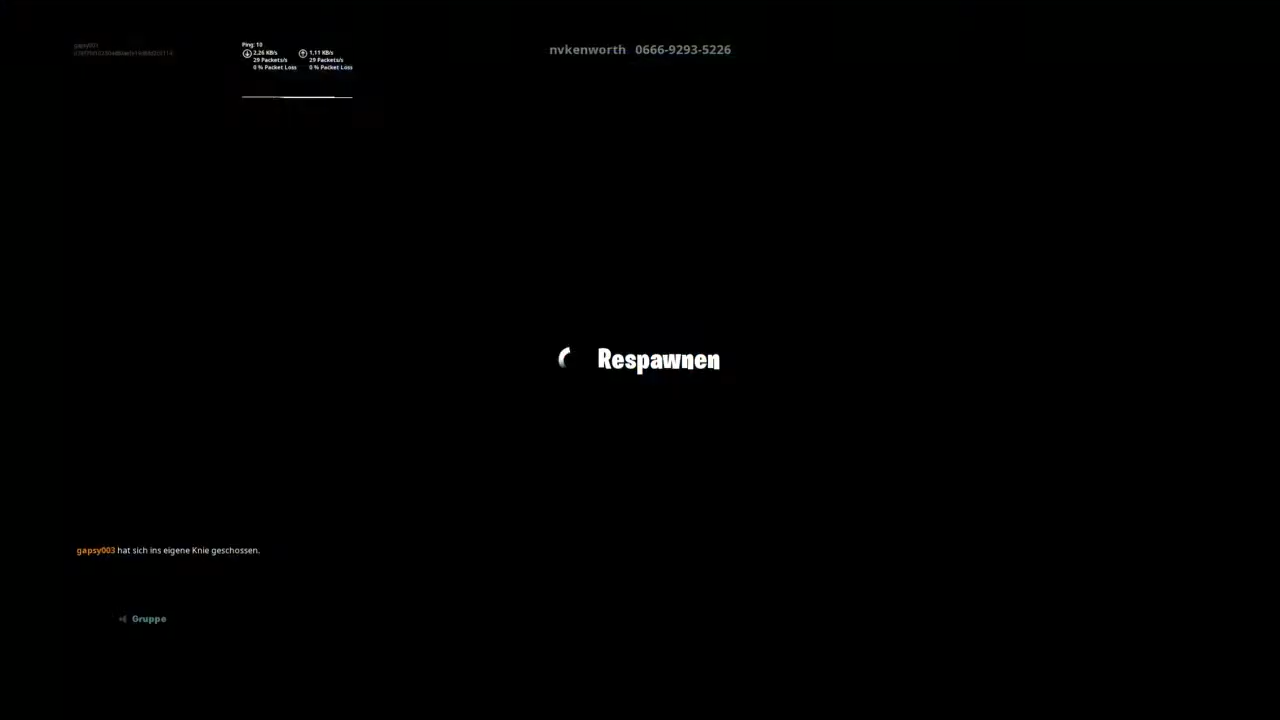 gapsy003
Ping: 10
2.26 KB/s 1.11 KB/s
29 Packets/s 29 Packets/s
0 % Packet Loss 0 % Packet Loss
nvkenworth 0666-9293-5226
Respawnen
gapsy003 hat sich ins eigene Knie geschossen.
Gruppe